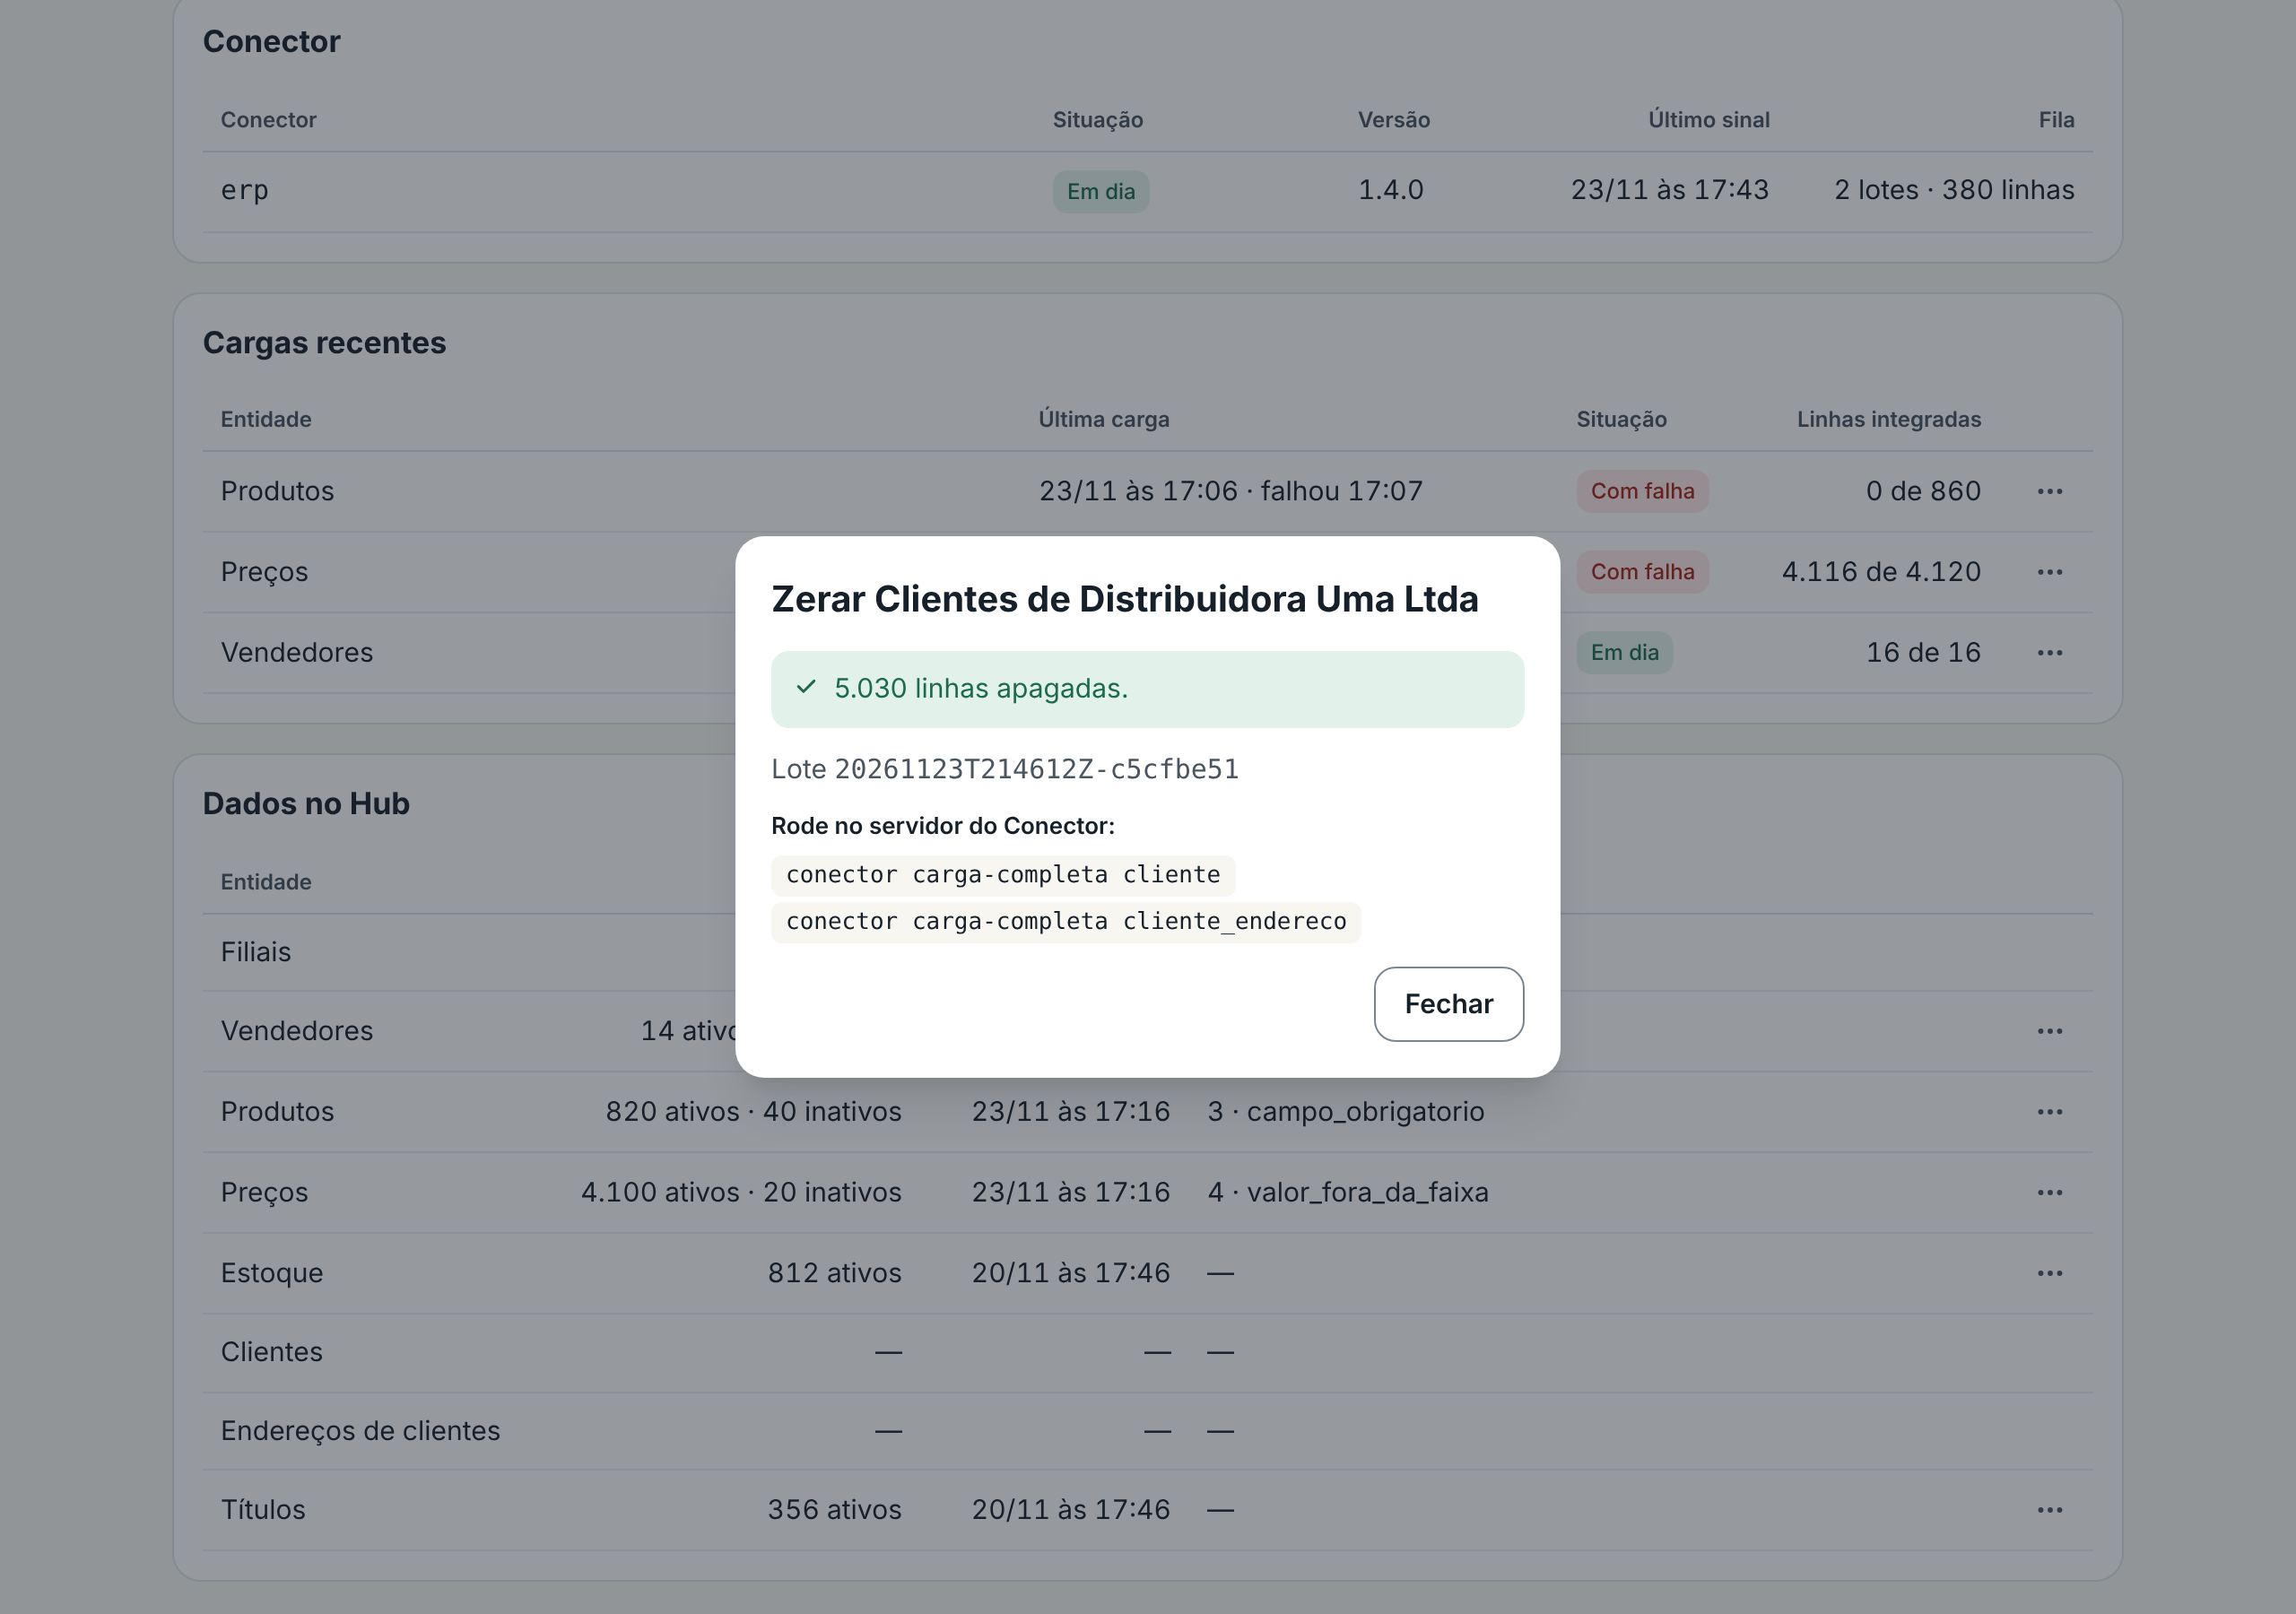 Conector
Conector Situação Versão Último sinal Fila
erp Em dia 1.4.0 23/11 às 17:43 2 lotes · 380 linhas
Cargas recentes
Entidade Última carga Situação Linhas integradas
Produtos 23/11 às 17:06 · falhou 17:07 Com falha 0 de 860
Preços Com falha 4.116 de 4.120
Vendedores Em dia 16 de 16
Zerar Clientes de Distribuidora Uma Ltda
5.030 linhas apagadas.
Lote 20261123T214612Z-c5cfbe51
Rode no servidor do Conector:
conector carga-completa cliente
conector carga-completa cliente_endereco
Fechar
Dados no Hub
Entidade
Filiais
Vendedores 14
Produtos 820 ativos · 40 inativos 23/11 às 17:16 3 · campo_obrigatorio
Preços 4.100 ativos · 20 inativos 23/11 às 17:16 4 · valor_fora_da_faixa
Estoque 812 ativos 20/11 às 17:46 —
Clientes — — —
Endereços de clientes — — —
Títulos 356 ativos 20/11 às 17:46 —